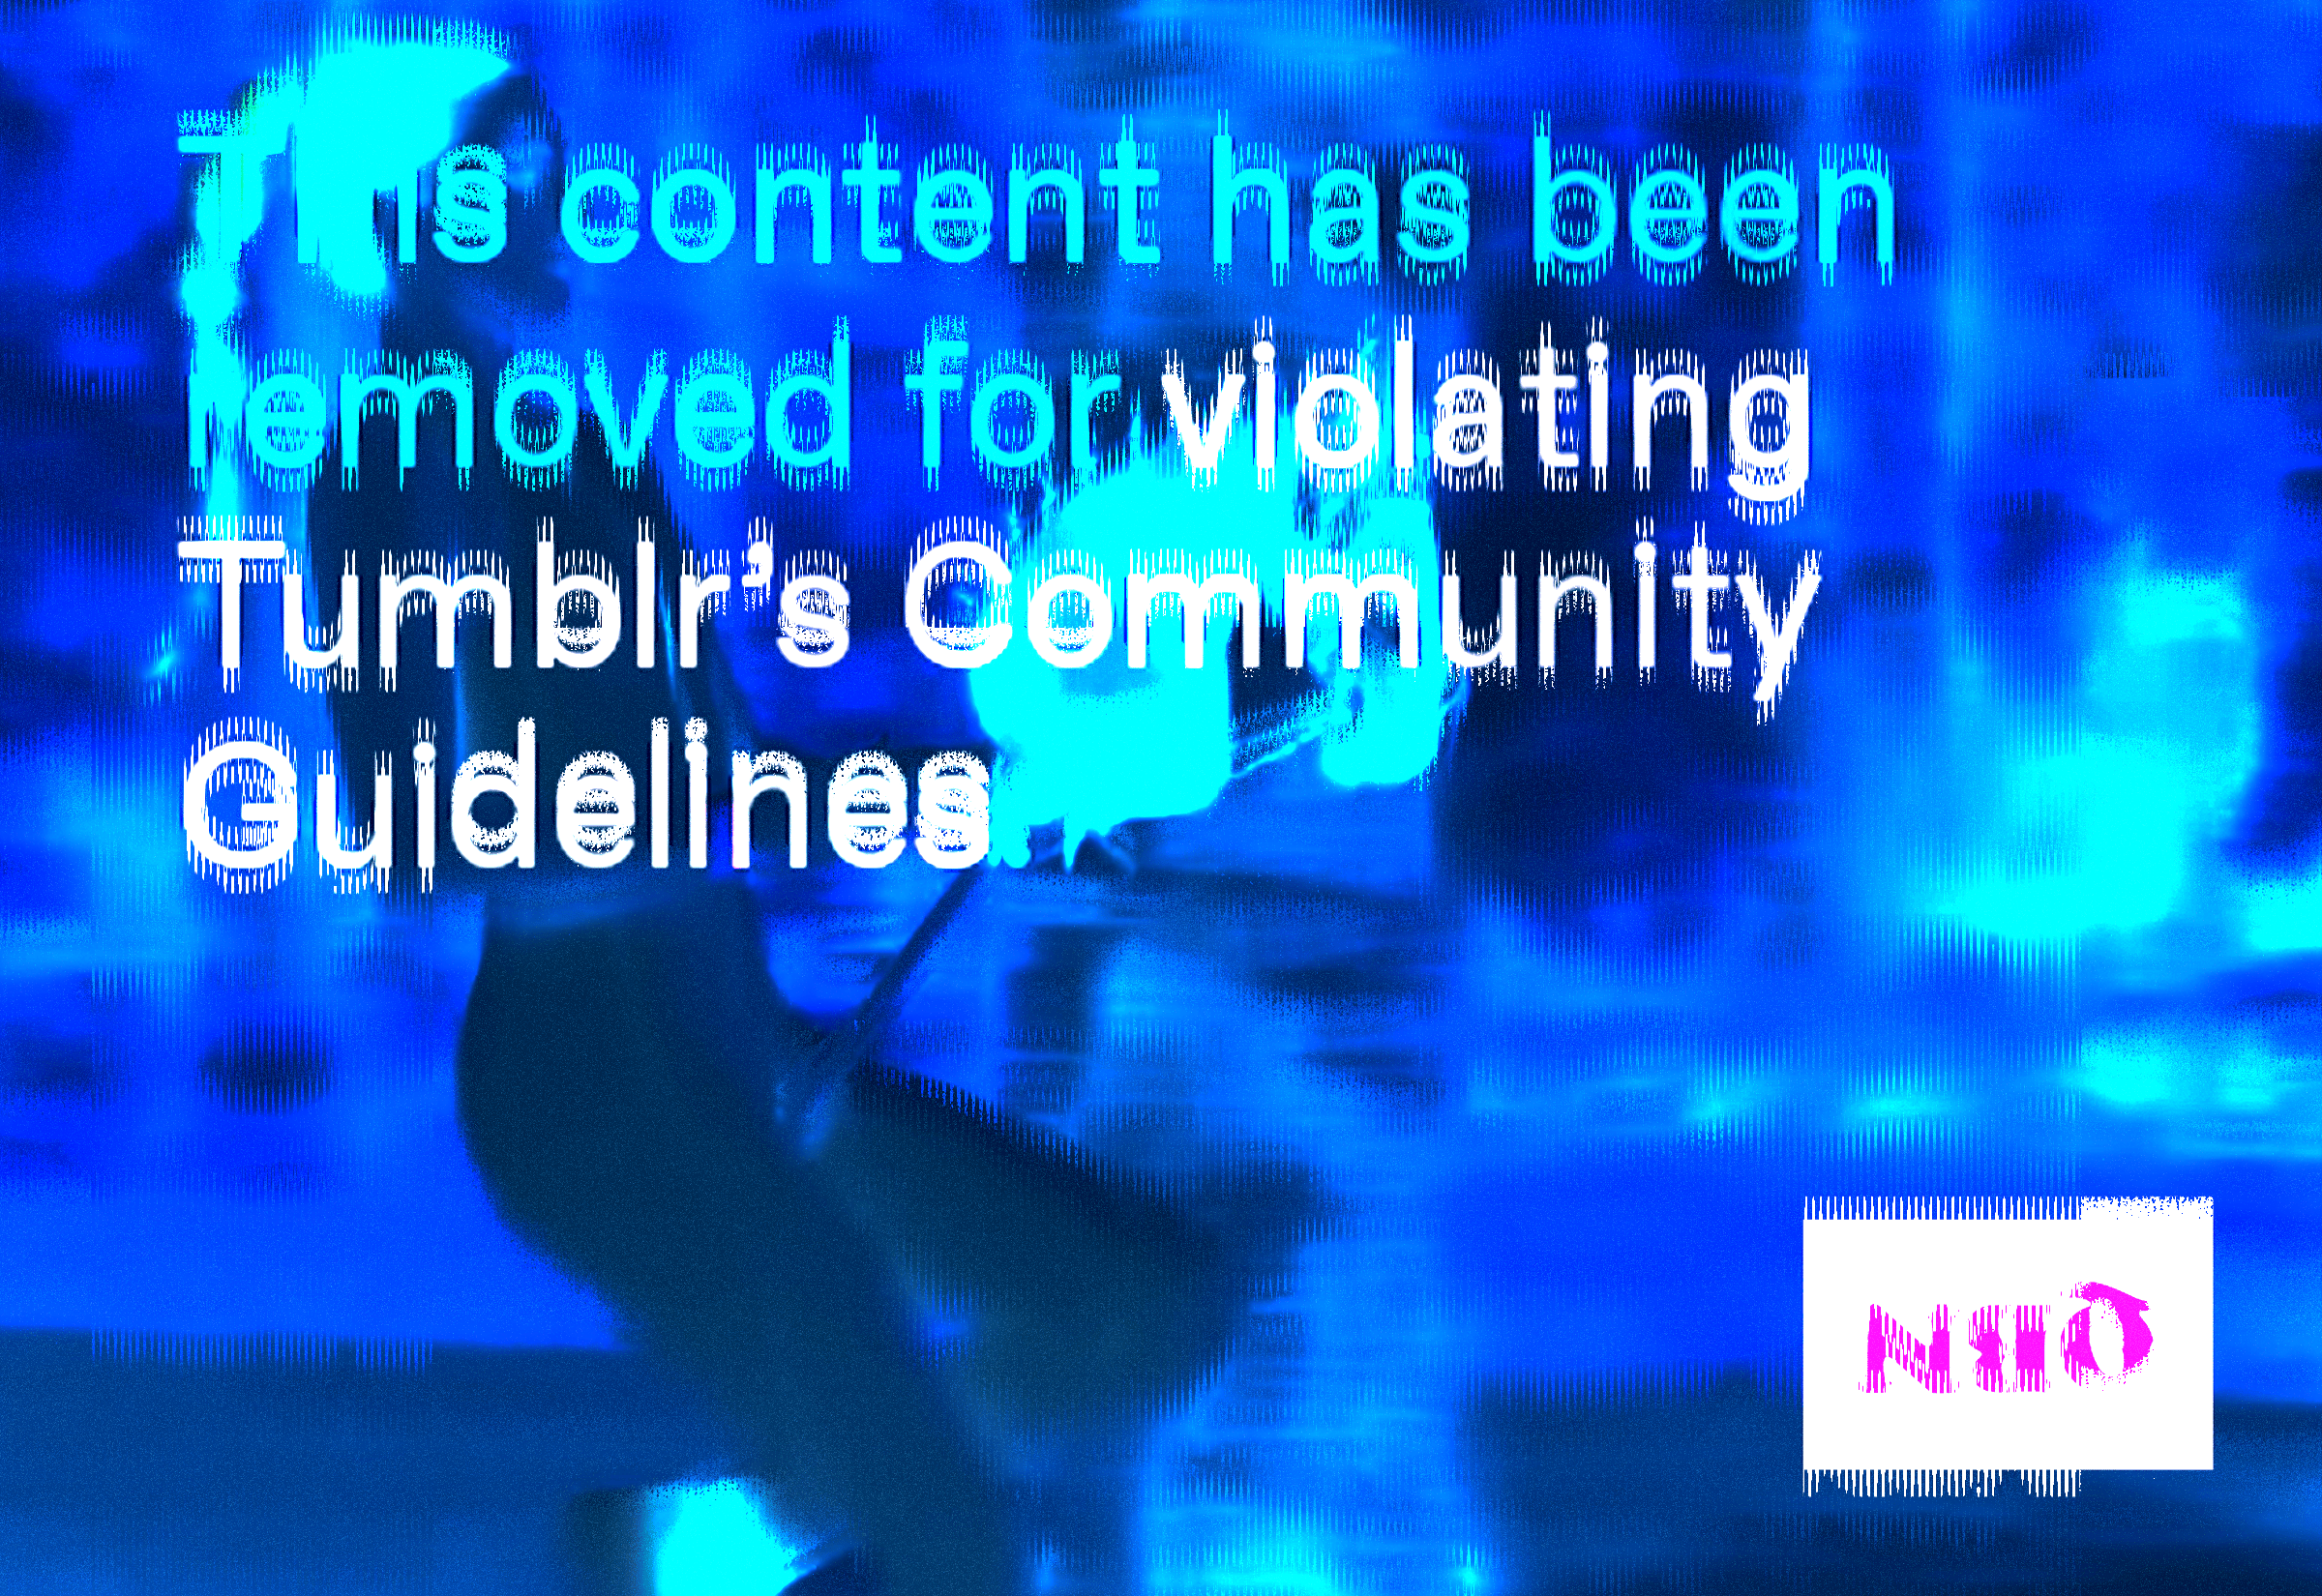 This content has been
removed for violating
Tumblr’s Community
Guidelines.